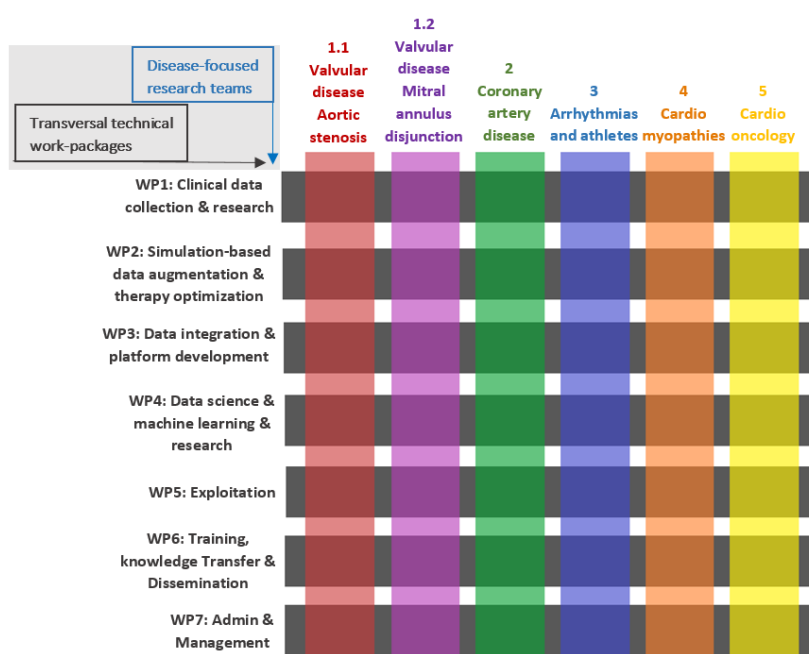 Disease-focused
research teams
Transversal technical
work-packages
1.1
Valvular
disease
Aortic
stenosis
1.2
Valvular
disease
Mitral
annulus
disjunction
2
Coronary
artery
disease
3
Arrhythmias
and athletes
4
Cardio
myopathies
5
Cardio
oncology
WP1: Clinical data
collection & research
WP2: Simulation-based
data augmentation &
therapy optimization
WP3: Data integration &
platform development
WP4: Data science &
machine learning &
research
WP5: Exploitation
WP6: Training,
knowledge Transfer &
Dissemination
WP7: Admin &
Management